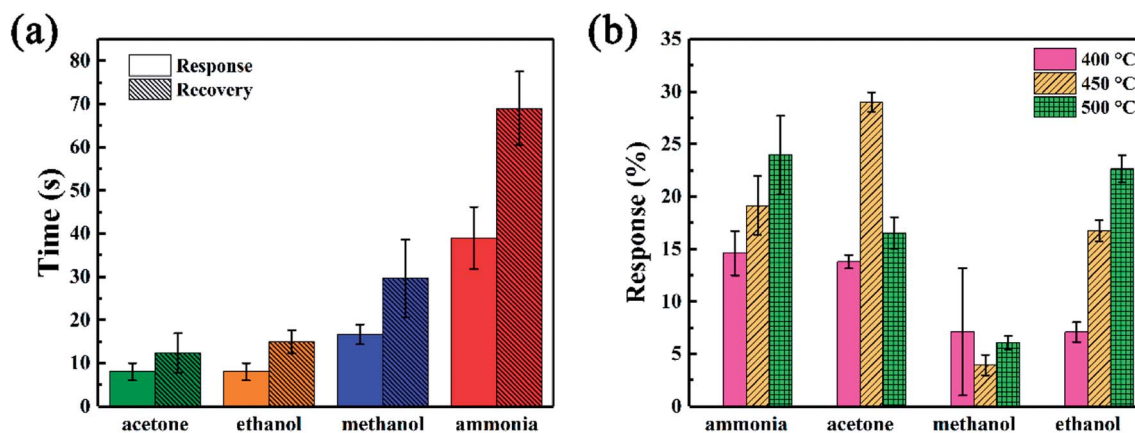 (a)
80
70
60
50
40
30
20
10
0
Time (s)
Response
Recovery
acetone ethanol methanol ammonia
(b)
35
30
25
20
15
10
5
0
Response (%)
400 °C
450 °C
500 °C
ammonia acetone methanol ethanol